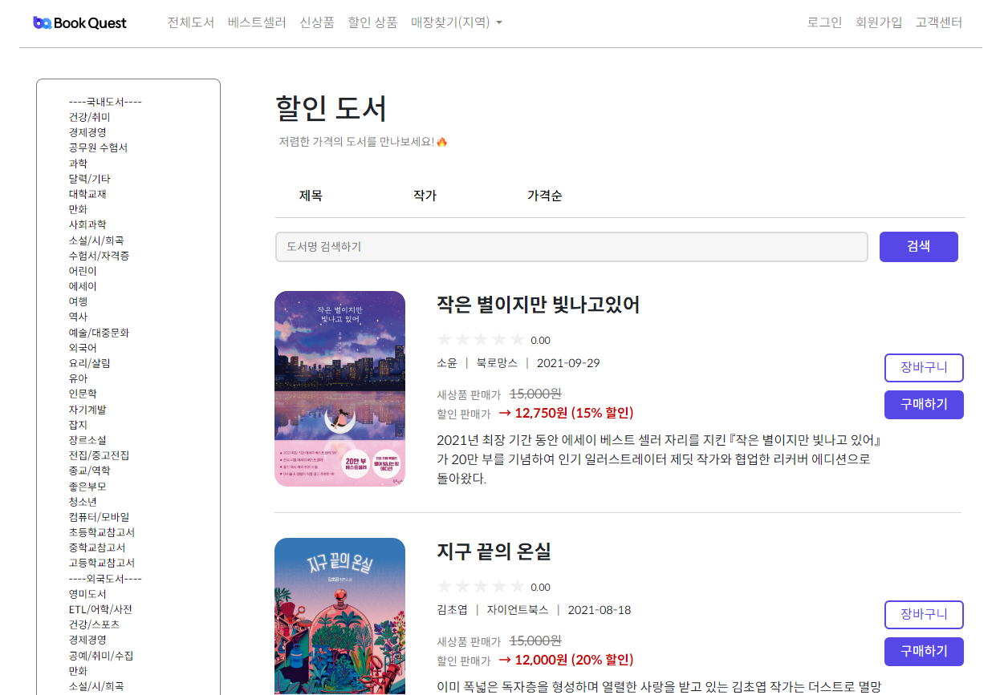 Book Quest
전체도서 베스트셀러 신상품 할인 상품 매장찾기(지역)
로그인 회원가입 고객센터
----국내도서----
건강/취미
경제경영
공무원 수험서
과학
달력/기타
대학교재
만화
사회과학
소설/시/희곡
수험서/자격증
어린이
에세이
여행
역사
예술/대중문화
외국어
요리/살림
유아
인문학
자기계발
잡지
장르소설
전집/중고전집
종교/역학
좋은부모
청소년
컴퓨터/모바일
초등학교참고서
중학교참고서
고등학교참고서
----외국도서----
영미도서
ETL/어학/사전
건강/스포츠
경제경영
공예/취미/수집
만화
소설/시/희곡
할인 도서
저렴한 가격의 도서를 만나보세요!🔥
제목 작가 가격순
도서명 검색하기
검색
작은 별이지만
빛나고 있어
20만 부
베스트셀러
작은 별이지만 빛나고있어
0.00
소윤 | 북로망스 | 2021-09-29
새상품 판매가 15,000원
할인 판매가 → 12,750원 (15% 할인)
2021년 최장 기간 동안 에세이 베스트 셀러 자리를 지킨 『작은 별이지만 빛나고 있어』
가 20만 부를 기념하여 인기 일러스트레이터 제딧 작가와 협업한 리커버 에디션으로
돌아왔다.
장바구니
구매하기
지구 끝의 온실
김초엽 장편소설
지구 끝의 온실
0.00
김초엽 | 자이언트북스 | 2021-08-18
새상품 판매가 15,000원
할인 판매가 → 12,000원 (20% 할인)
이미 폭넓은 독자층을 형성하며 열렬한 사랑을 받고 있는 김초엽 작가는 더스트로 멸망
장바구니
구매하기